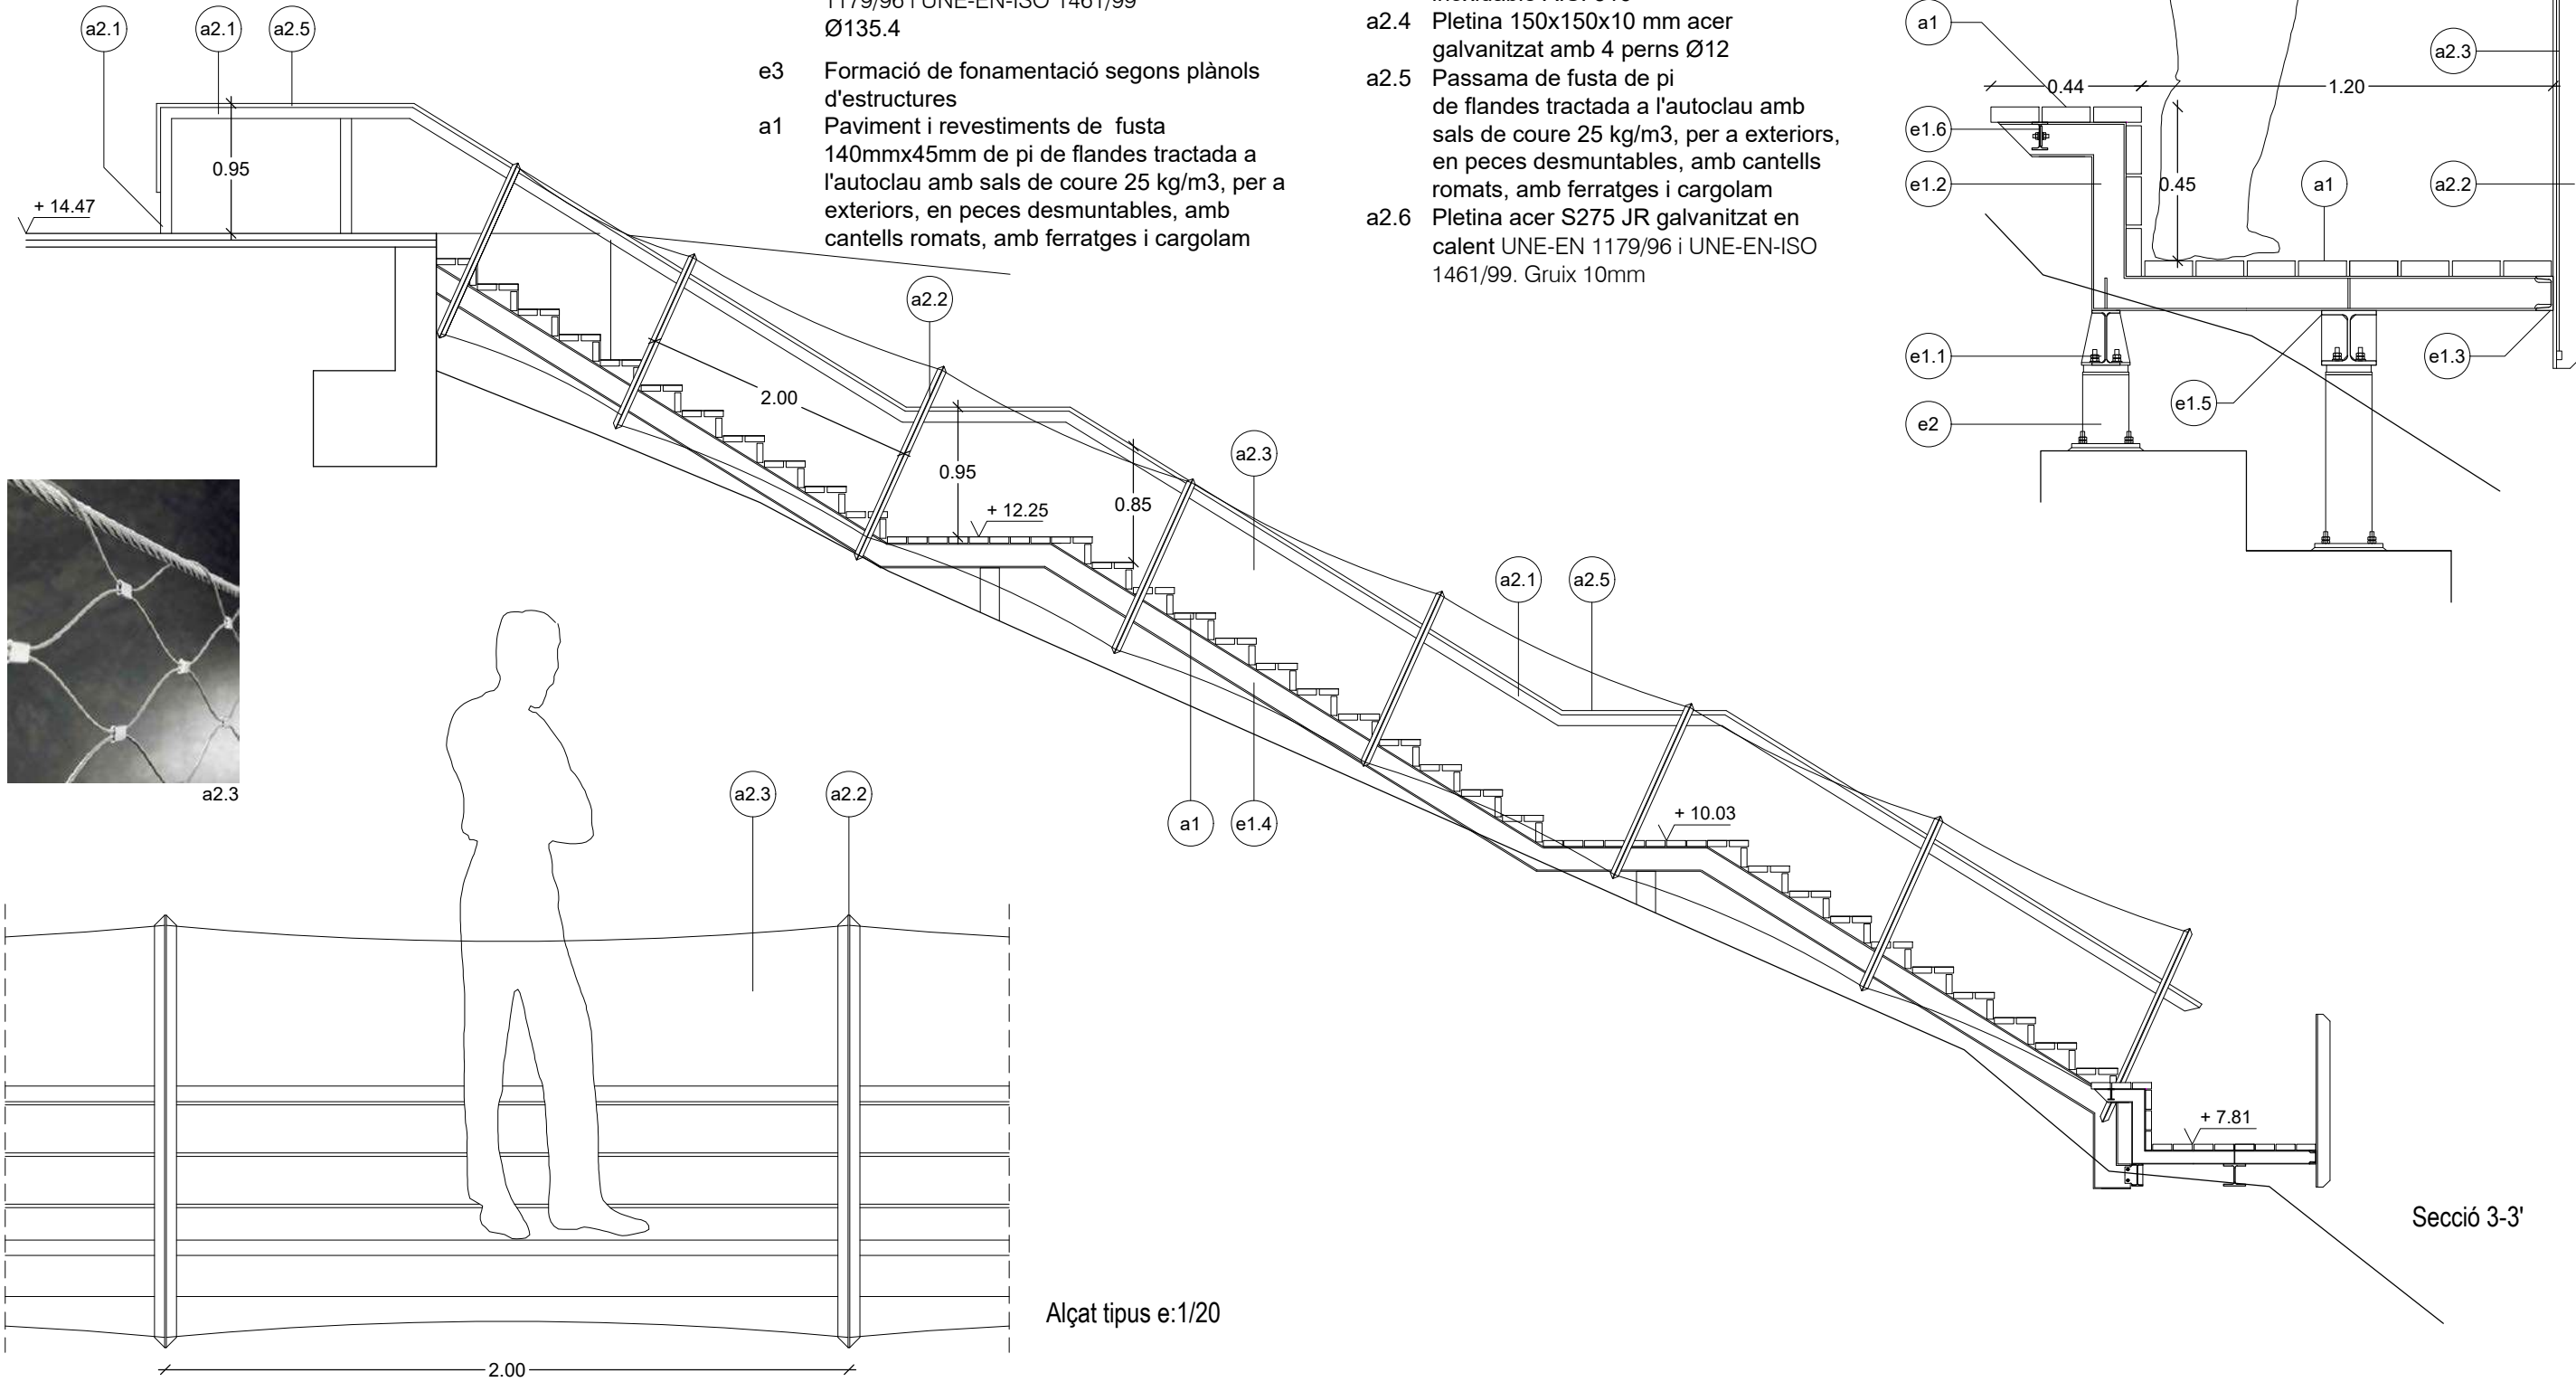 1179/96 i UNE-EN-ISO 1461/99
Ø135.4
e3 Formació de fonamentació segons plànols
d'estructures
a1 Paviment i revestiments de fusta
140mmx45mm de pi de flandes tractada a
l'autoclau amb sals de coure 25 kg/m3, per a
exteriors, en peces desmuntables, amb
cantells romats, amb ferratges i cargolam
a2.4 Pletina 150x150x10 mm acer
galvanitzat amb 4 perns Ø12
a2.5 Passama de fusta de pi
de flandes tractada a l'autoclau amb
sals de coure 25 kg/m3, per a exteriors,
en peces desmuntables, amb cantells
romats, amb ferratges i cargolam
a2.6 Pletina acer S275 JR galvanitzat en
calent UNE-EN 1179/96 i UNE-EN-ISO
1461/99. Gruix 10mm
a2.1
a2.1
a2.5
0.95
+ 14.47
a2.2
2.00
0.95
+ 12.25
0.85
a2.3
a2.1
a2.5
a1
e1.4
+ 10.03
+ 7.81
Secció 3-3'
a1
a2.3
0.44
1.20
e1.6
e1.2
0.45
a1
a2.2
e1.1
e1.3
e1.5
e2
a2.3
a2.3
a2.2
2.00
Alçat tipus e:1/20